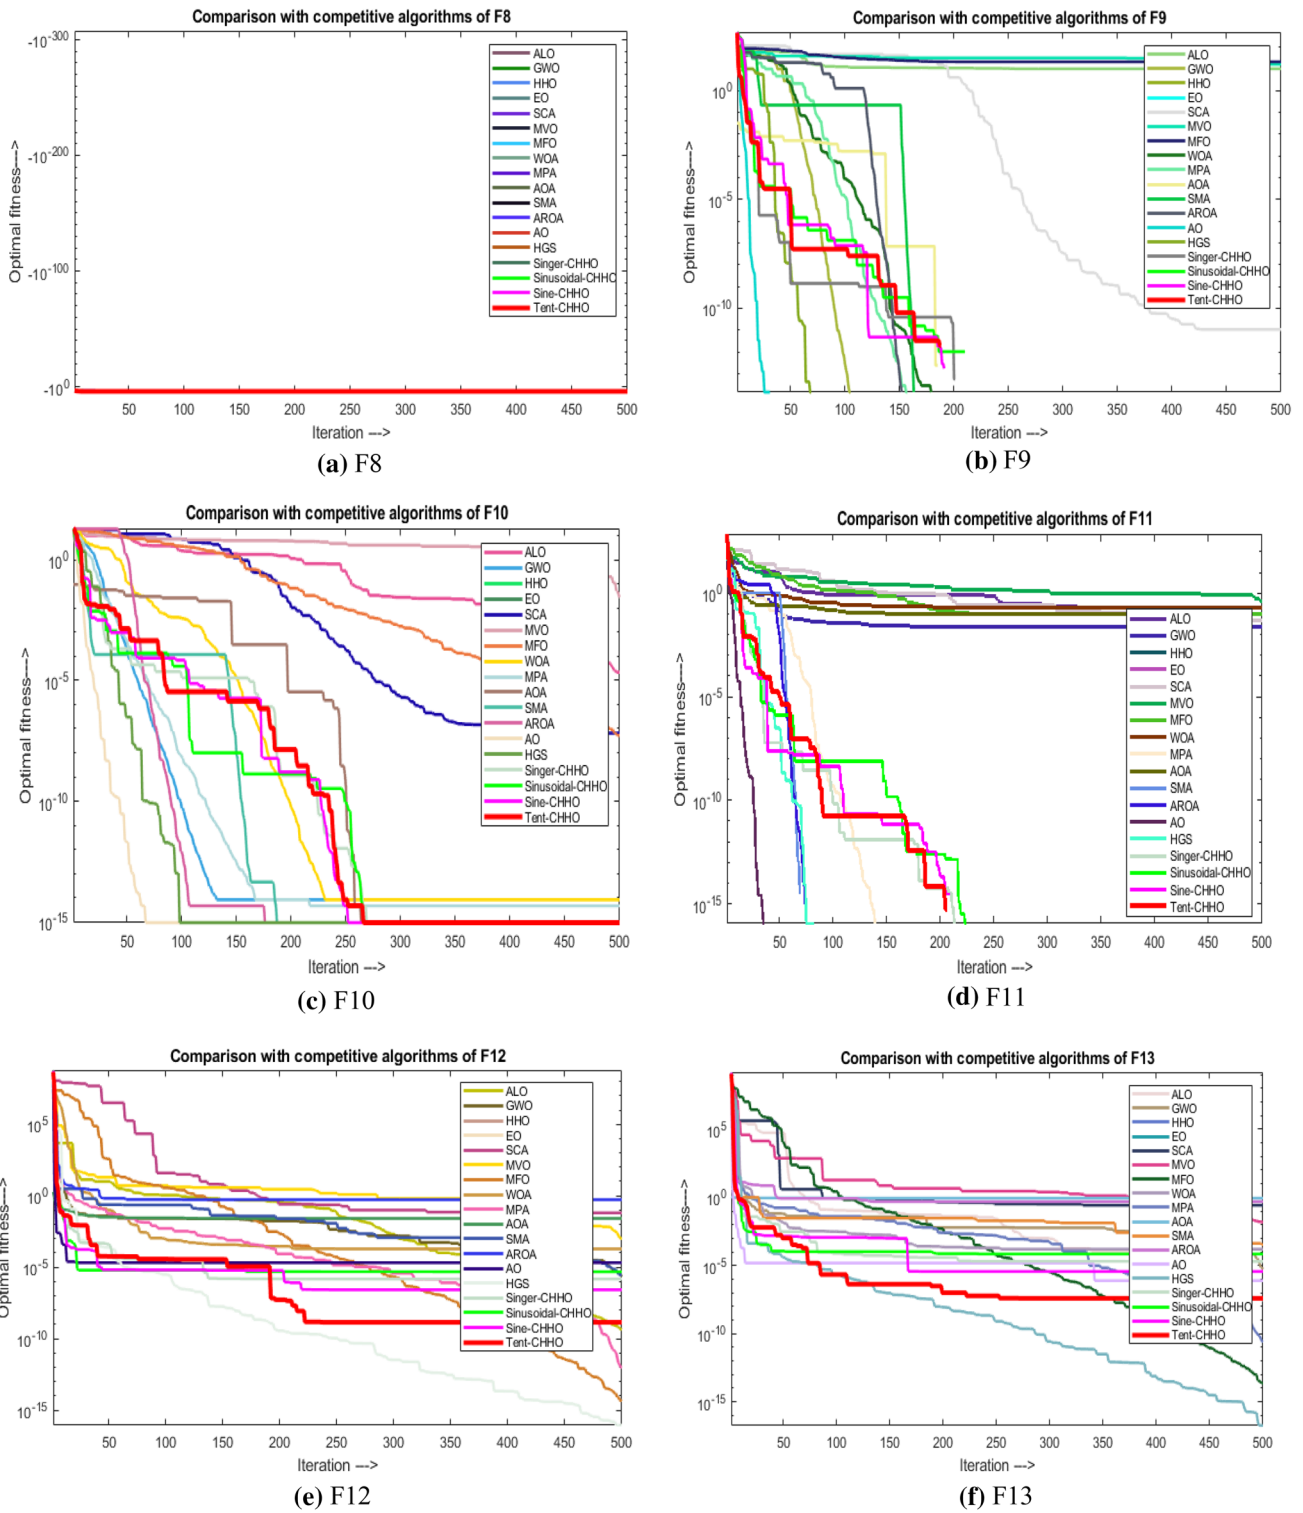 Comparison with competitive algorithms of F8
-10^-300
-10^-200
-10^-100
-10^0
Optimal fitness--->
ALO
GWO
HHO
EO
SCA
MVO
MFO
WOA
MPA
AOA
SMA
AROA
AO
HGS
Singer-CHHO
Sinusoidal-CHHO
Sine-CHHO
Tent-CHHO
50 100 150 200 250 300 350 400 450 500
Iteration --->
(a) F8
Comparison with competitive algorithms of F9
10^0
10^-5
10^-10
Optimal fitness--->
ALO
GWO
HHO
EO
SCA
MVO
MFO
WOA
MPA
AOA
SMA
AROA
AO
HGS
Singer-CHHO
Sinusoidal-CHHO
Sine-CHHO
Tent-CHHO
50 100 150 200 250 300 350 400 450 500
Iteration --->
(b) F9
Comparison with competitive algorithms of F10
10^0
10^-5
10^-10
10^-15
Optimal fitness--->
ALO
GWO
HHO
EO
SCA
MVO
MFO
WOA
MPA
AOA
SMA
AROA
AO
HGS
Singer-CHHO
Sinusoidal-CHHO
Sine-CHHO
Tent-CHHO
50 100 150 200 250 300 350 400 450 500
Iteration --->
(c) F10
Comparison with competitive algorithms of F11
10^0
10^-5
10^-10
10^-15
Optimal fitness--->
ALO
GWO
HHO
EO
SCA
MVO
MFO
WOA
MPA
AOA
SMA
AROA
AO
HGS
Singer-CHHO
Sinusoidal-CHHO
Sine-CHHO
Tent-CHHO
50 100 150 200 250 300 350 400 450 500
Iteration --->
(d) F11
Comparison with competitive algorithms of F12
10^5
10^0
10^-5
10^-10
10^-15
Optimal fitness--->
ALO
GWO
HHO
EO
SCA
MVO
MFO
WOA
MPA
AOA
SMA
AROA
AO
HGS
Singer-CHHO
Sinusoidal-CHHO
Sine-CHHO
Tent-CHHO
50 100 150 200 250 300 350 400 450 500
Iteration --->
(e) F12
Comparison with competitive algorithms of F13
10^5
10^0
10^-5
10^-10
10^-15
Optimal fitness--->
ALO
GWO
HHO
EO
SCA
MVO
MFO
WOA
MPA
AOA
SMA
AROA
AO
HGS
Singer-CHHO
Sinusoidal-CHHO
Sine-CHHO
Tent-CHHO
50 100 150 200 250 300 350 400 450 500
Iteration --->
(f) F13